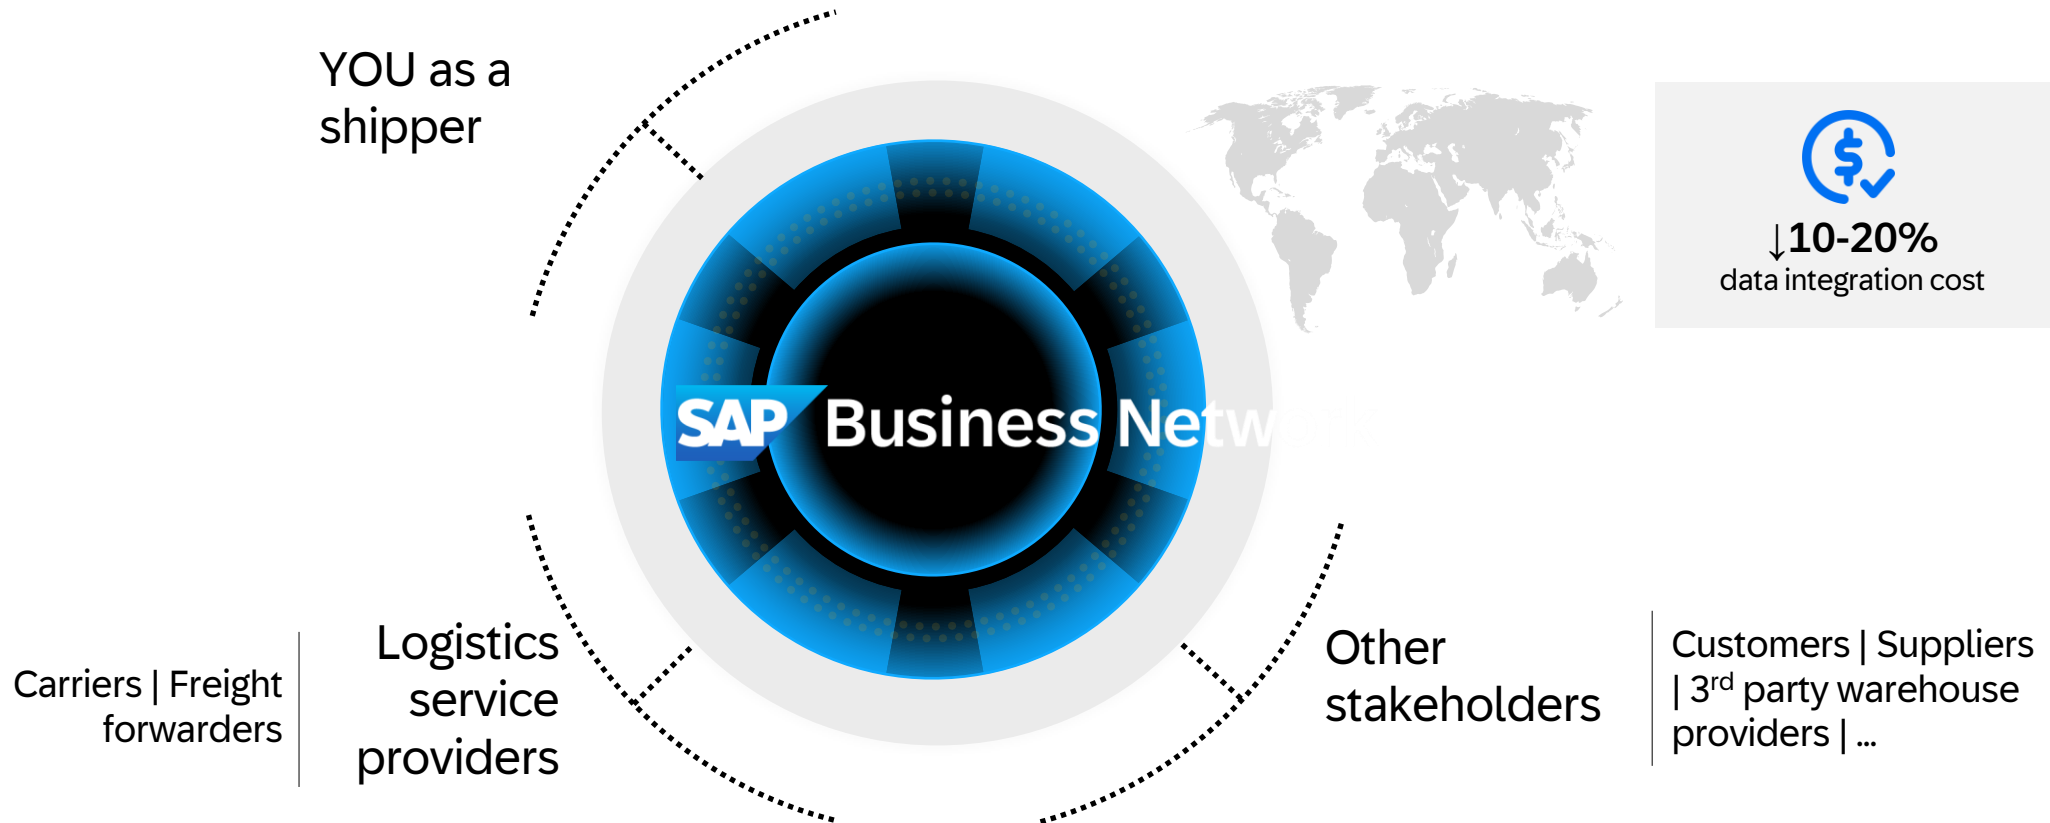 YOU as a
shipper
↓10-20%
data integration cost
SAP Business Netw
Logistics
service
providers
Carriers | Freight
forwarders
Other
stakeholders
Customers | Suppliers
| 3rd party warehouse
providers | ...